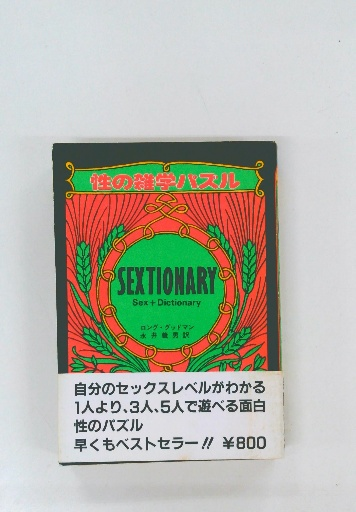 性の雑学パズル
SEXTIONARY
Sex+Dictionary
ロング・グッドマン
永井義男訳
自分のセックスレベルがわかる
1人より、3人、5人で遊べる面白
性のパズル
早くもベストセラー!! ¥800